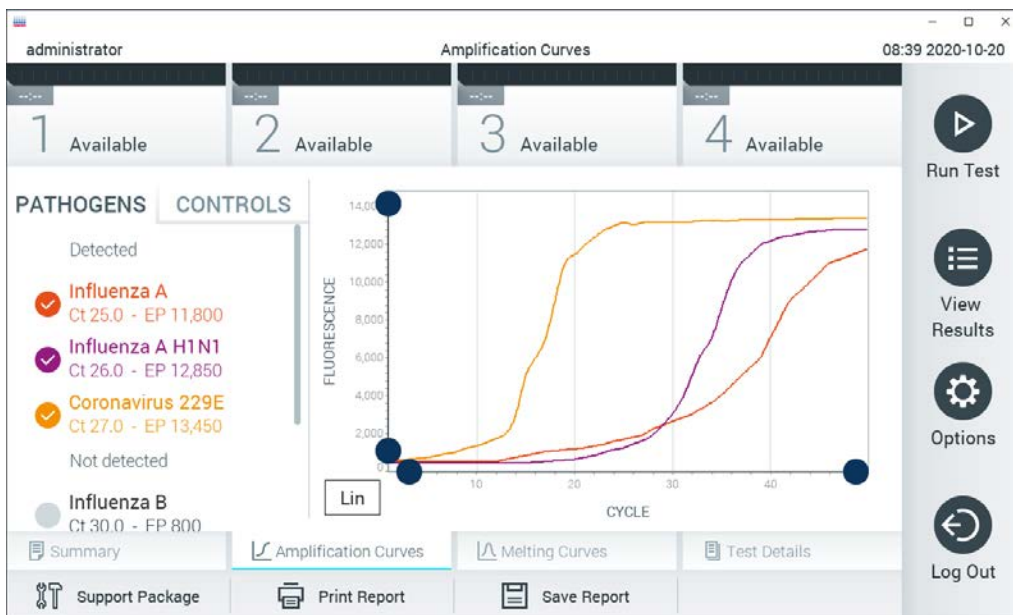 administrator
Amplification Curves
08:39 2020-10-20
--:--
--:--
--:--
--:--
1 Available
2 Available
3 Available
4 Available
Run Test
PATHOGENS
CONTROLS
Detected
Influenza A
Ct 25.0 - EP 11,800
Influenza A H1N1
Ct 26.0 - EP 12,850
Coronavirus 229E
Ct 27.0 - EP 13,450
Not detected
Influenza B
Ct 30.0 - EP 800
FLUORESCENCE
12,000
10,000
8,000
6,000
4,000
2,000
0
10
20
30
40
CYCLE
Lin
View
Results
Options
Log Out
Summary
Amplification Curves
Melting Curves
Test Details
Support Package
Print Report
Save Report